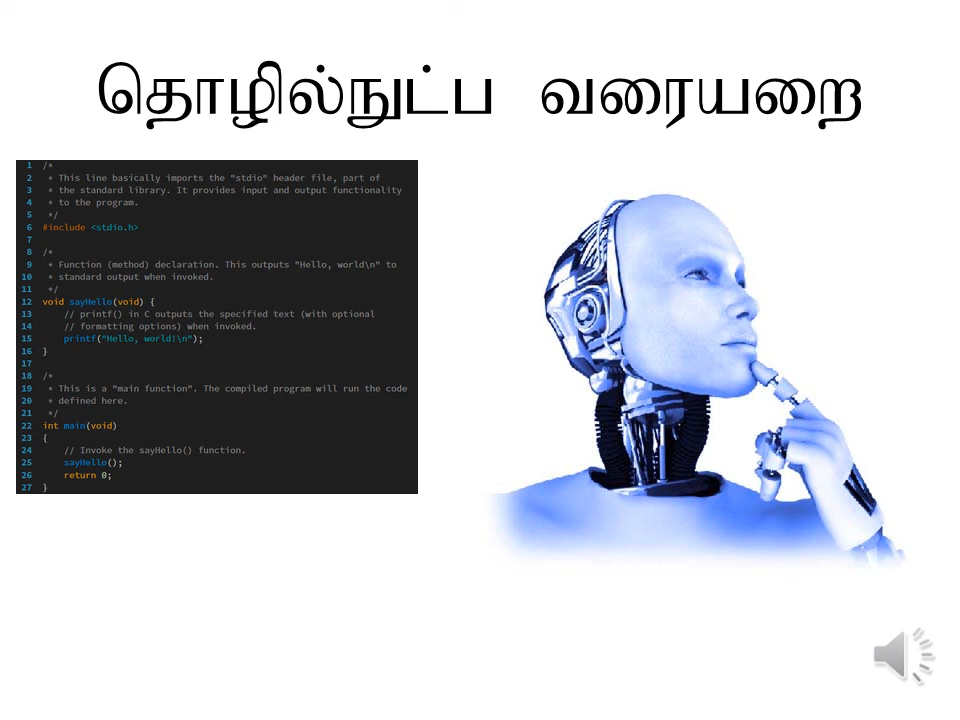 தொழில்நுட்ப வரையறை
1 /*
2  * This line basically imports the "stdio" header file, part of
3  * the standard library. It provides input and output functionality
4  * to the program.
5  */
6 #include <stdio.h>
7
8 /*
9  * Function (method) declaration. This outputs "Hello, world\n" to
10  * standard output when invoked.
11  */
12 void sayHello(void) {
13     // printf() in C outputs the specified text (with optional
14     // formatting options) when invoked.
15     printf("Hello, world!\n");
16 }
17
18 /*
19  * This is a "main function". The compiled program will run the code
20  * defined here.
21  */
22 int main(void)
23 {
24     // Invoke the sayHello() function.
25     sayHello();
26     return 0;
27 }